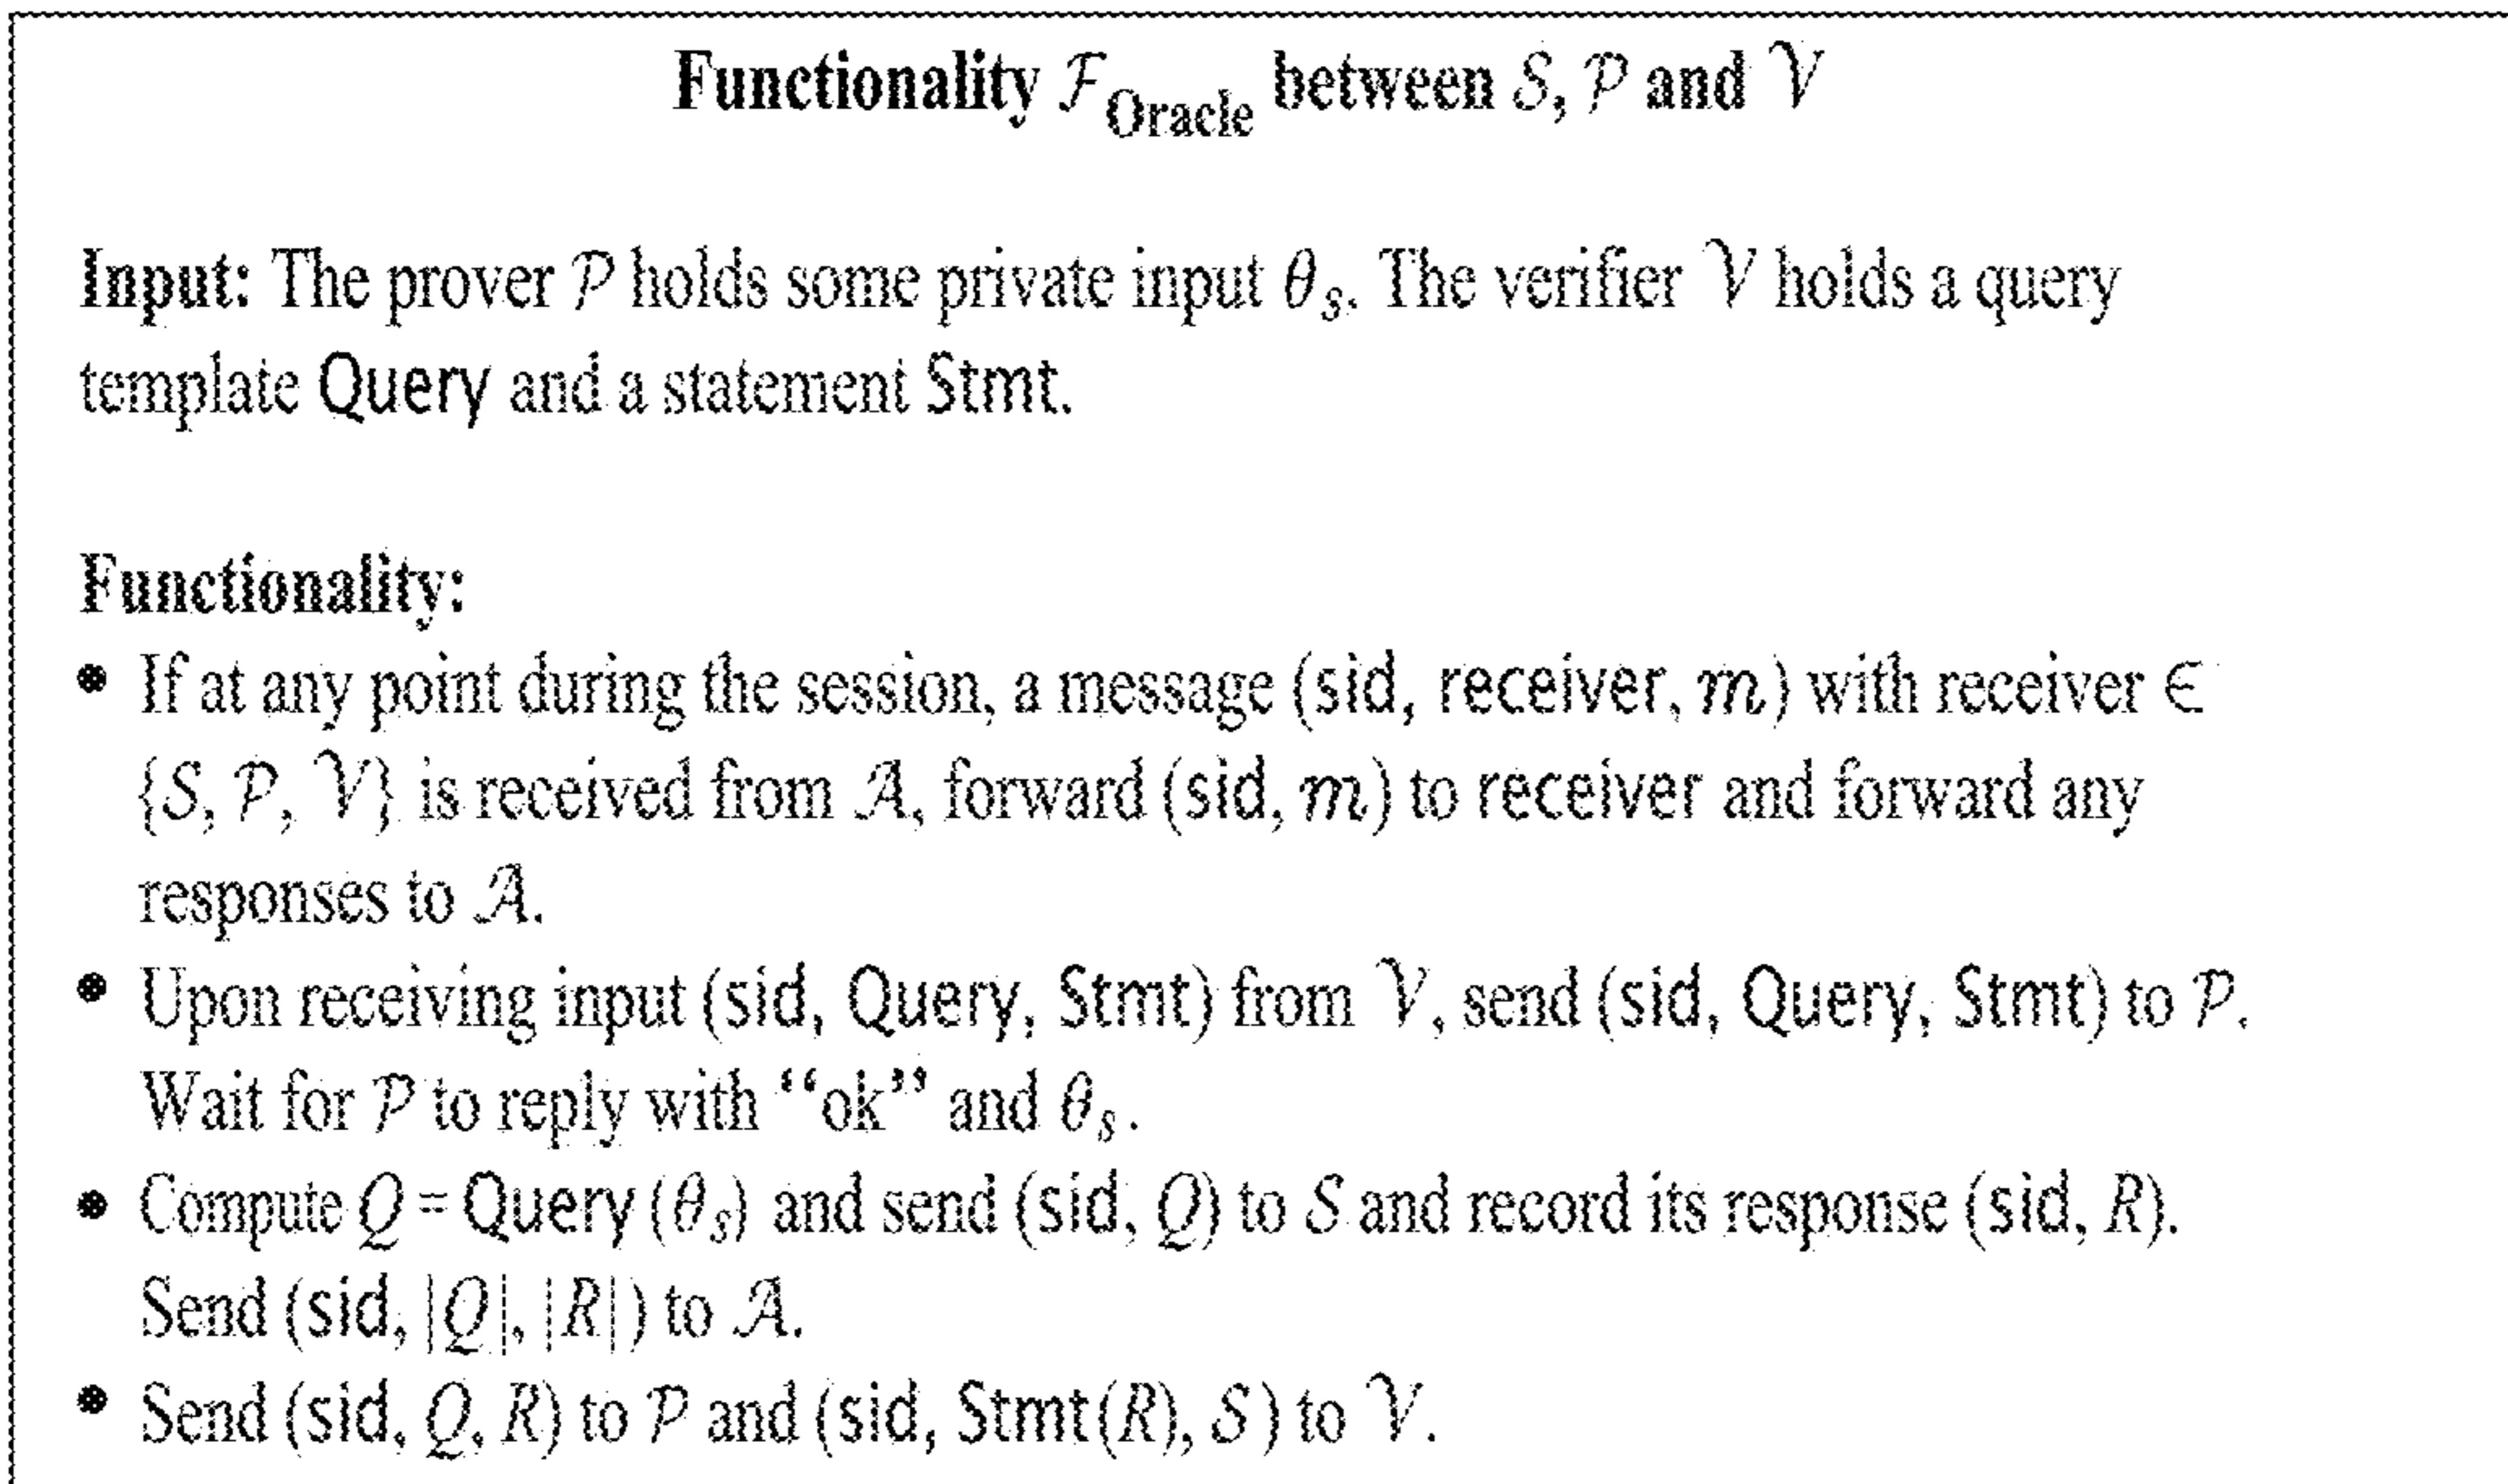 Functionality ℱ_Oracle between 𝒮, 𝒫 and 𝒱
Input: The prover 𝒫 holds some private input θ_s. The verifier 𝒱 holds a query
template Query and a statement Stmt.
Functionality:
• If at any point during the session, a message (sid, receiver, m) with receiver ∈
{𝒮, 𝒫, 𝒱} is received from 𝒜, forward (sid, m) to receiver and forward any
responses to 𝒜.
• Upon receiving input (sid, Query, Stmt) from 𝒱, send (sid, Query, Stmt) to 𝒫.
Wait for 𝒫 to reply with “ok” and θ_s.
• Compute Q = Query (θ_s) and send (sid, Q) to 𝒮 and record its response (sid, R).
Send (sid, |Q|, |R|) to 𝒜.
• Send (sid, Q, R) to 𝒫 and (sid, Stmt(R), 𝒮) to 𝒱.